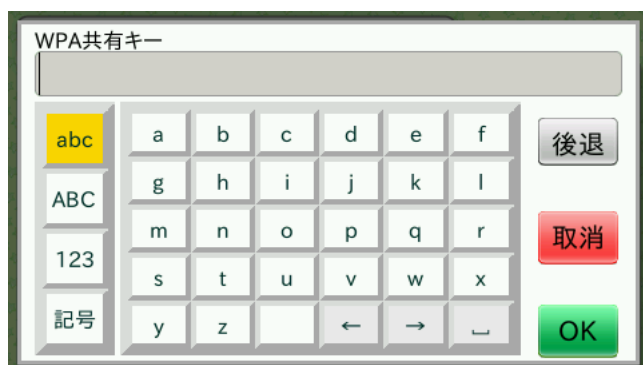 WPA共有キー
abc
a b c d e f
後退
ABC
g h i j k l
m n o p q r
取消
123
s t u v w x
記号
y z ← → ⎵
OK